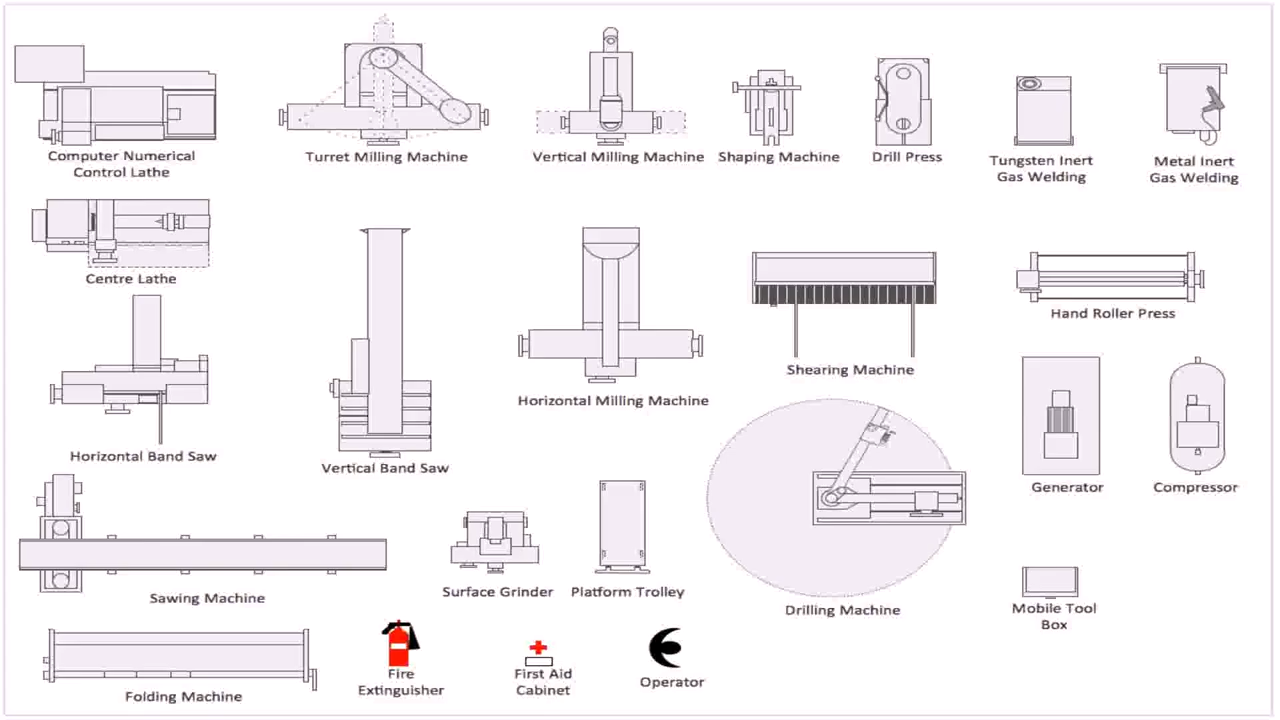 Computer Numerical
Control Lathe
Turret Milling Machine
Vertical Milling Machine
Shaping Machine
Drill Press
Tungsten Inert
Gas Welding
Metal Inert
Gas Welding
Centre Lathe
Hand Roller Press
Shearing Machine
Horizontal Milling Machine
Horizontal Band Saw
Vertical Band Saw
Generator
Compressor
Sawing Machine
Surface Grinder
Platform Trolley
Drilling Machine
Mobile Tool
Box
Folding Machine
Fire
Extinguisher
First Aid
Cabinet
Operator